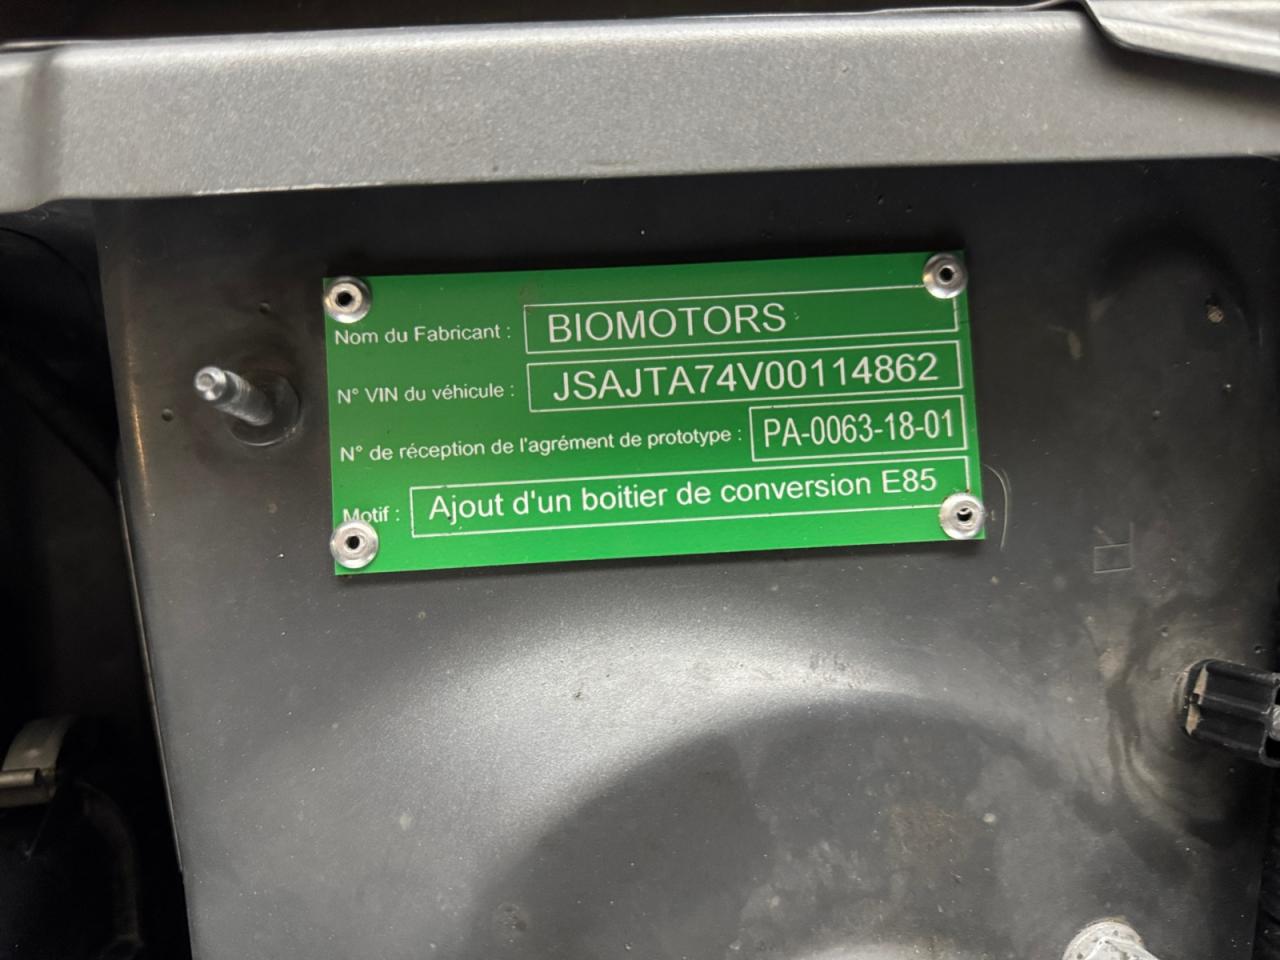 Nom du Fabricant : BIOMOTORS
N° VIN du véhicule : JSAJTA74V00114862
N° de réception de l'agrément de prototype : PA-0063-18-01
Motif : Ajout d'un boitier de conversion E85